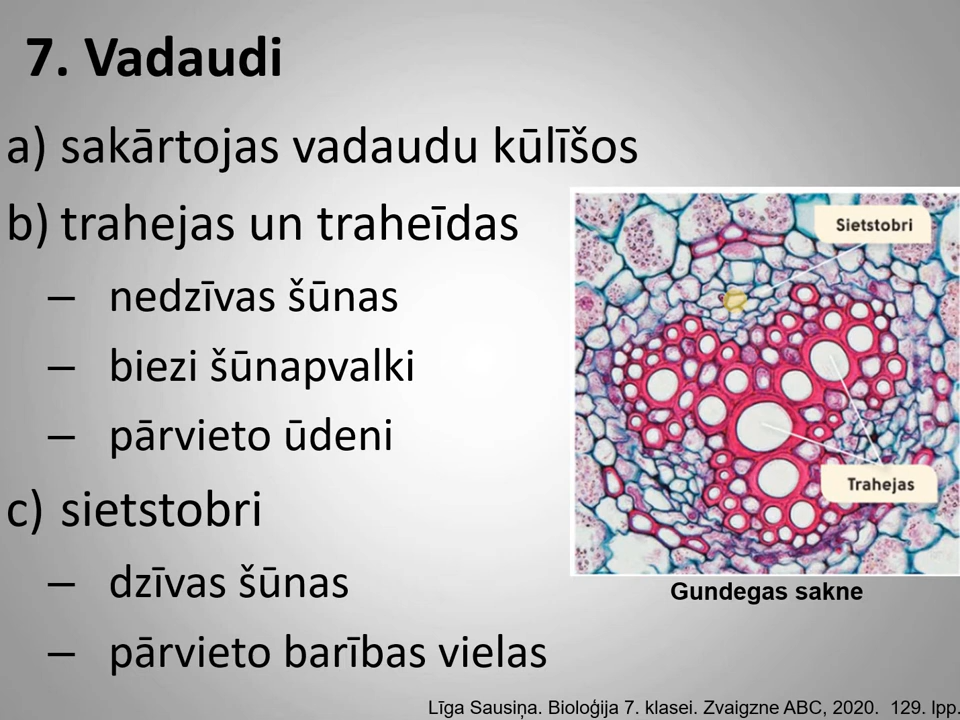 7. Vadaudi
a) sakārtojas vadaudu kūlīšos
b) trahejas un traheīdas
– nedzīvas šūnas
– biezi šūnapvalki
– pārvieto ūdeni
c) sietstobri
– dzīvas šūnas
– pārvieto barības vielas
Sietstobri
Trahejas
Gundegas sakne
Līga Sausiņa. Bioloģija 7. klasei. Zvaigzne ABC, 2020. 129. lpp.